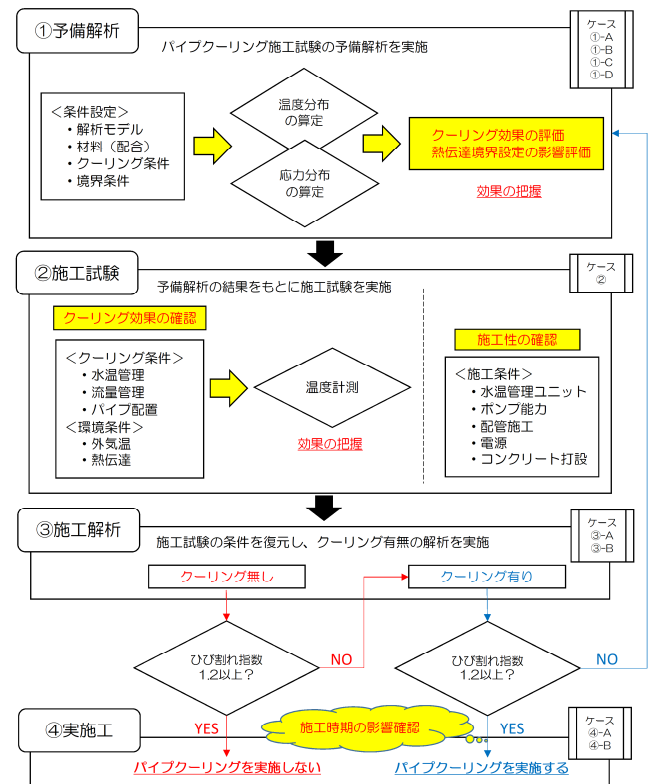 ①予備解析
パイプクーリング施工試験の予備解析を実施
ケース
①-A
①-B
①-C
①-D
＜条件設定＞
・解析モデル
・材料（配合）
・クーリング条件
・境界条件
温度分布
の算定
応力分布
の算定
クーリング効果の評価
熱伝達境界設定の影響評価
効果の把握
②施工試験
予備解析の結果をもとに施工試験を実施
ケース
②
クーリング効果の確認
＜クーリング条件＞
・水温管理
・流量管理
・パイプ配置
＜環境条件＞
・外気温
・熱伝達
温度計測
効果の把握
施工性の確認
＜施工条件＞
・水温管理ユニット
・ポンプ能力
・配管施工
・電源
・コンクリート打設
③施工解析
施工試験の条件を復元し、クーリング有無の解析を実施
ケース
③-A
③-B
クーリング無し
クーリング有り
ひび割れ指数
1.2以上？
NO
ひび割れ指数
1.2以上？
NO
④実施工
YES
施工時期の影響確認
YES
ケース
④-A
④-B
パイプクーリングを実施しない
パイプクーリングを実施する